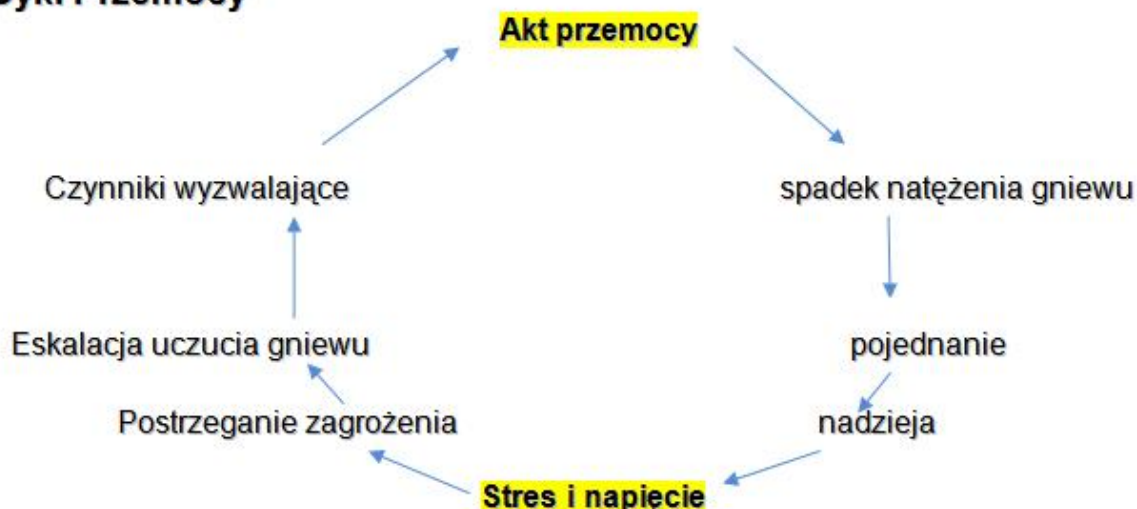 Akt przemocy
Czynniki wyzwalające
spadek natężenia gniewu
Eskalacja uczucia gniewu
pojednanie
Postrzeganie zagrożenia
nadzieja
Stres i napięcie